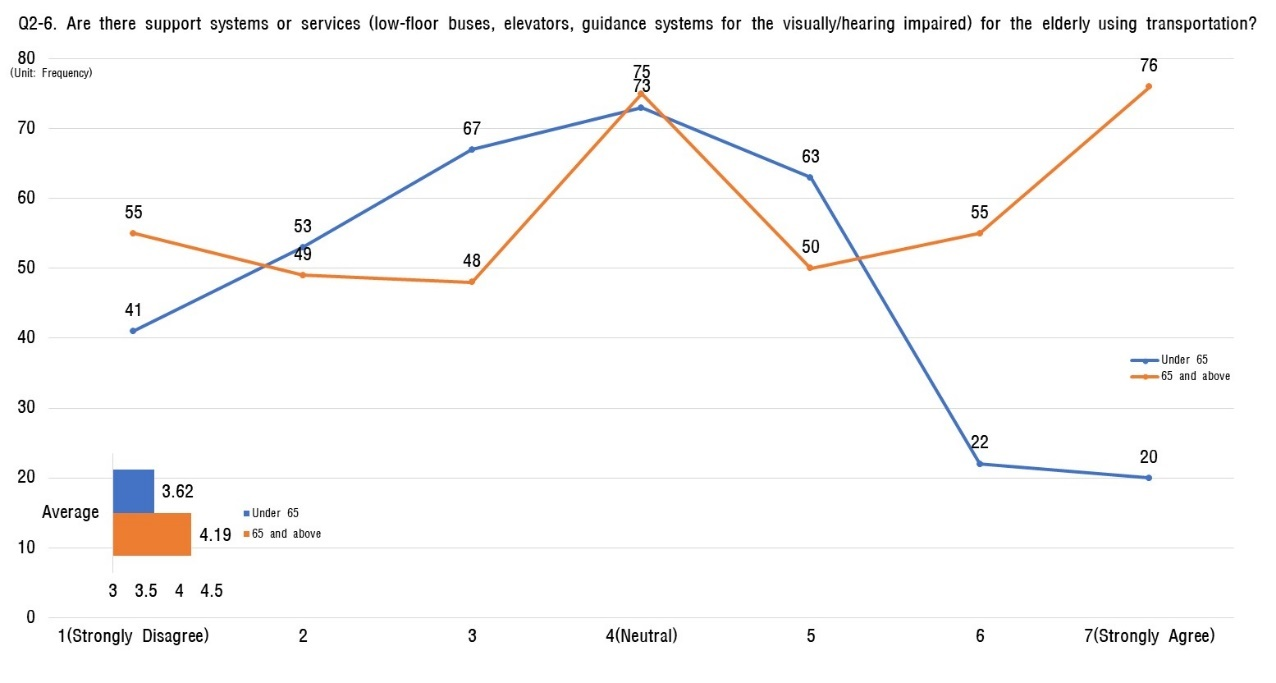 Q2-6. Are there support systems or services (low-floor buses, elevators, guidance systems for the visually/hearing impaired) for the elderly using transportation?
80
(Unit: Frequency)
70
60
50
40
30
20
10
0
55
49
48
75
50
55
76
41
53
67
73
63
22
20
Under 65
65 and above
Average
3.62
4.19
Under 65
65 and above
3 3.5 4 4.5
1(Strongly Disagree) 2 3 4(Neutral) 5 6 7(Strongly Agree)